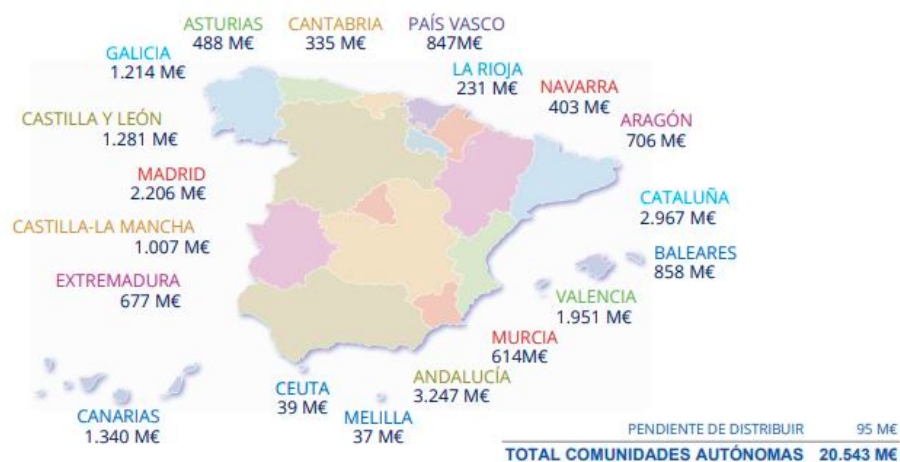 ASTURIAS
488 M€
CANTABRIA
335 M€
PAÍS VASCO
847M€
GALICIA
1.214 M€
LA RIOJA
231 M€
NAVARRA
403 M€
CASTILLA Y LEÓN
1.281 M€
ARAGÓN
706 M€
MADRID
2.206 M€
CATALUÑA
2.967 M€
CASTILLA-LA MANCHA
1.007 M€
BALEARES
858 M€
EXTREMADURA
677 M€
VALENCIA
1.951 M€
MURCIA
614M€
ANDALUCÍA
3.247 M€
CEUTA
39 M€
MELILLA
37 M€
CANARIAS
1.340 M€
PENDIENTE DE DISTRIBUIR 95 M€
TOTAL COMUNIDADES AUTÓNOMAS 20.543 M€